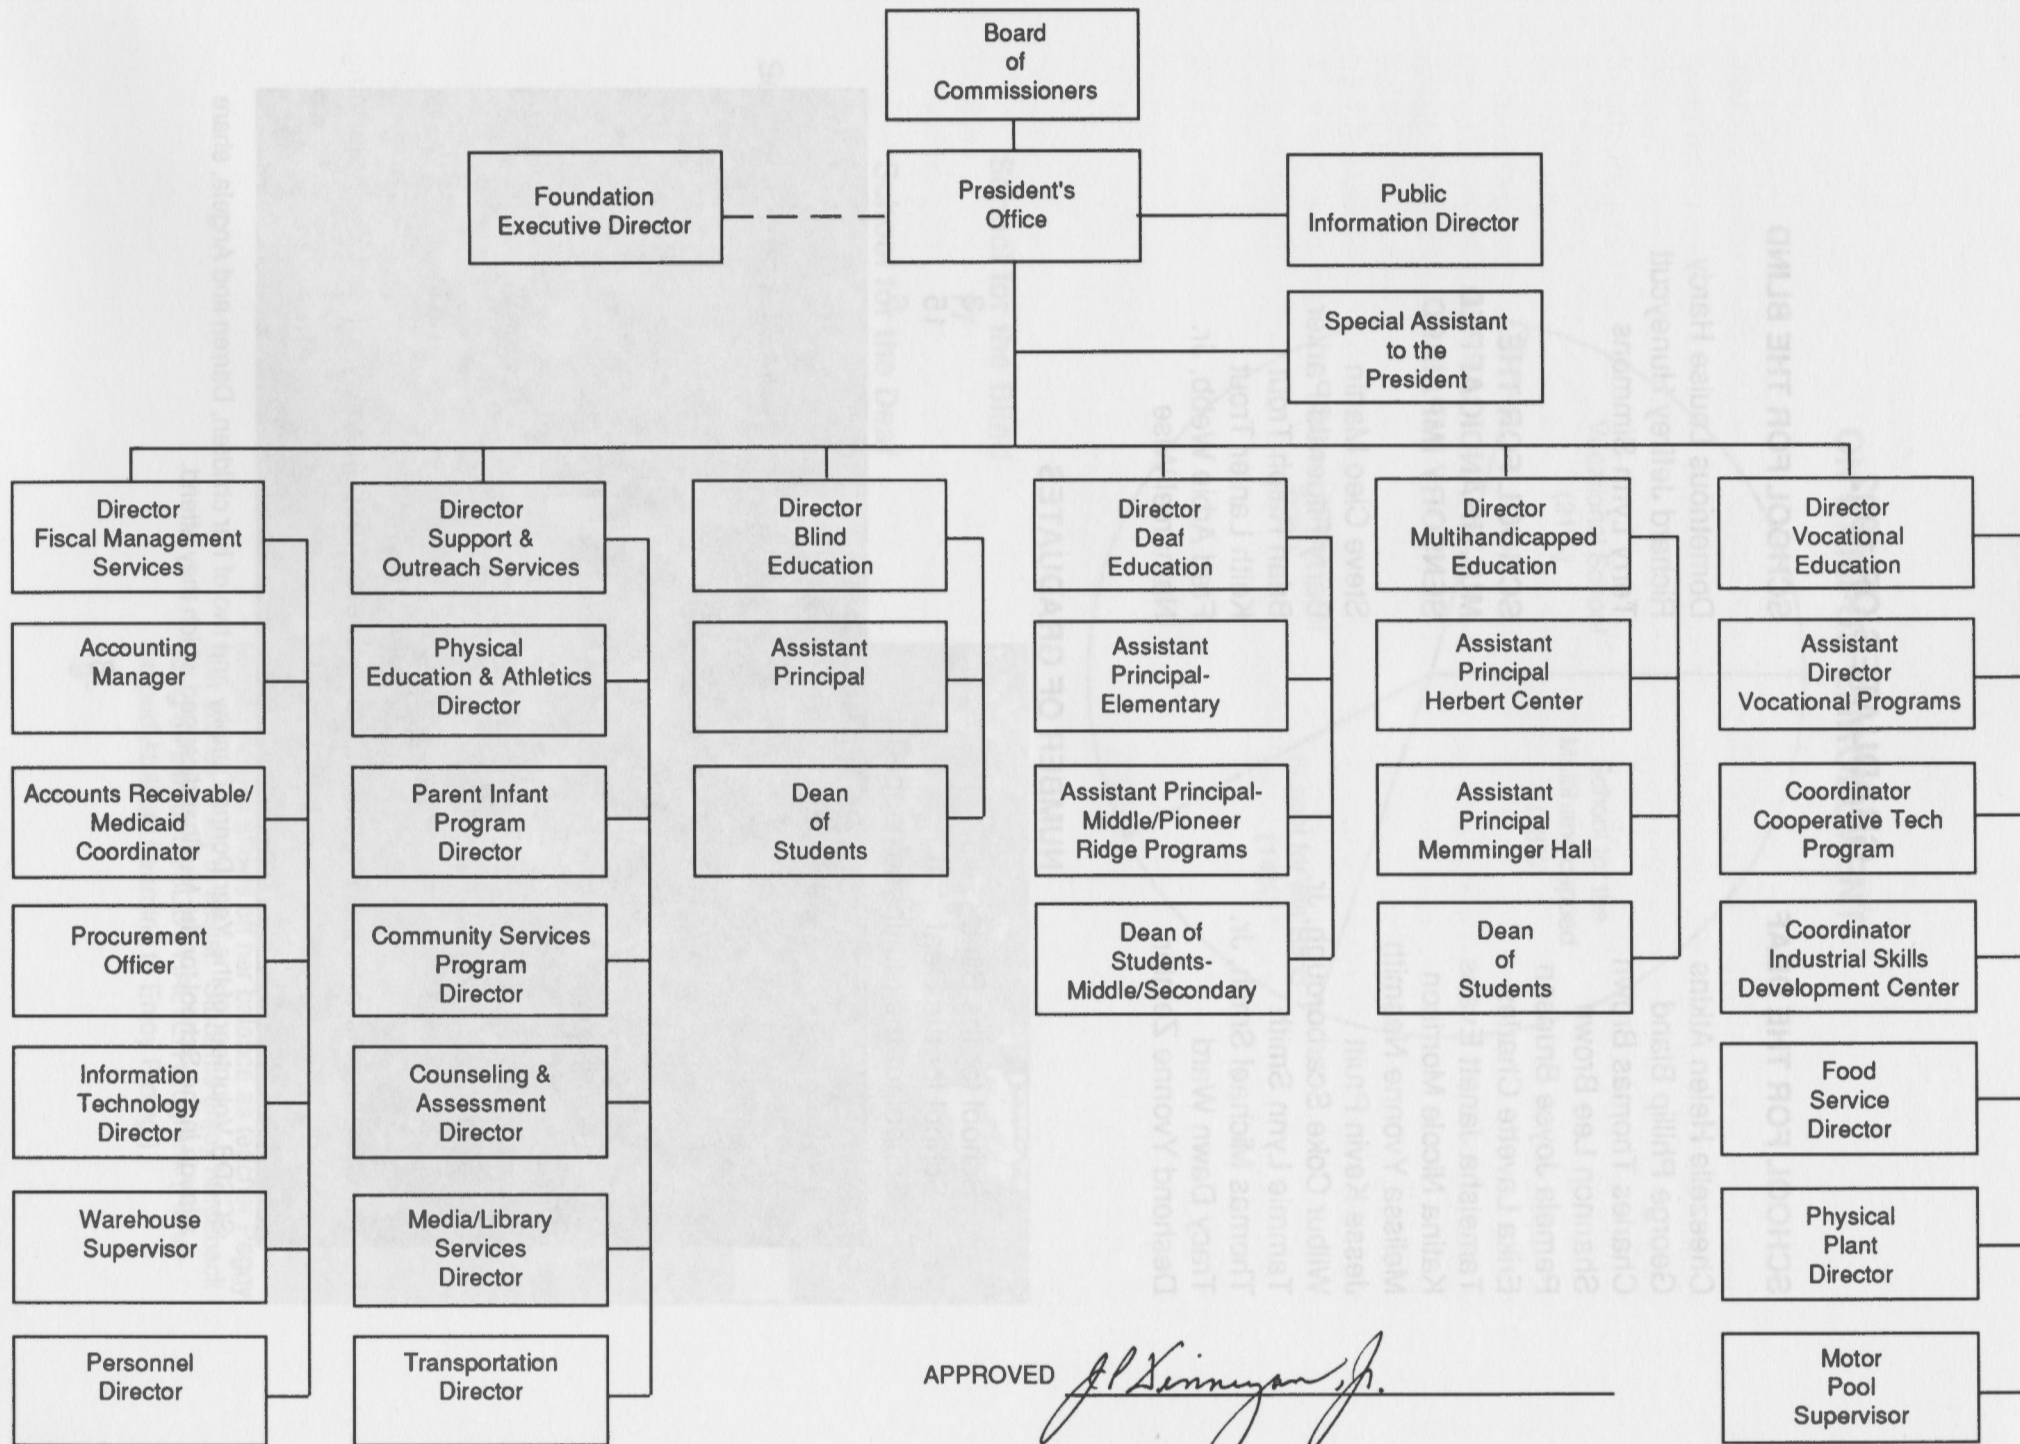 Board
of
Commissioners
Foundation
Executive Director
President's
Office
Public
Information Director
Special Assistant
to the
President
Director
Fiscal Management
Services
Accounting
Manager
Accounts Receivable/
Medicaid
Coordinator
Procurement
Officer
Information
Technology
Director
Warehouse
Supervisor
Personnel
Director
Director
Support &
Outreach Services
Physical
Education & Athletics
Director
Parent Infant
Program
Director
Community Services
Program
Director
Counseling &
Assessment
Director
Media/Library
Services
Director
Transportation
Director
Director
Blind
Education
Assistant
Principal
Dean
of
Students
Director
Deaf
Education
Assistant
Principal-
Elementary
Assistant Principal-
Middle/Pioneer
Ridge Programs
Dean of
Students-
Middle/Secondary
Director
Multihandicapped
Education
Assistant
Principal
Herbert Center
Assistant
Principal
Memminger Hall
Dean
of
Students
Director
Vocational
Education
Assistant
Director
Vocational Programs
Coordinator
Cooperative Tech
Program
Coordinator
Industrial Skills
Development Center
Food
Service
Director
Physical
Plant
Director
Motor
Pool
Supervisor
APPROVED